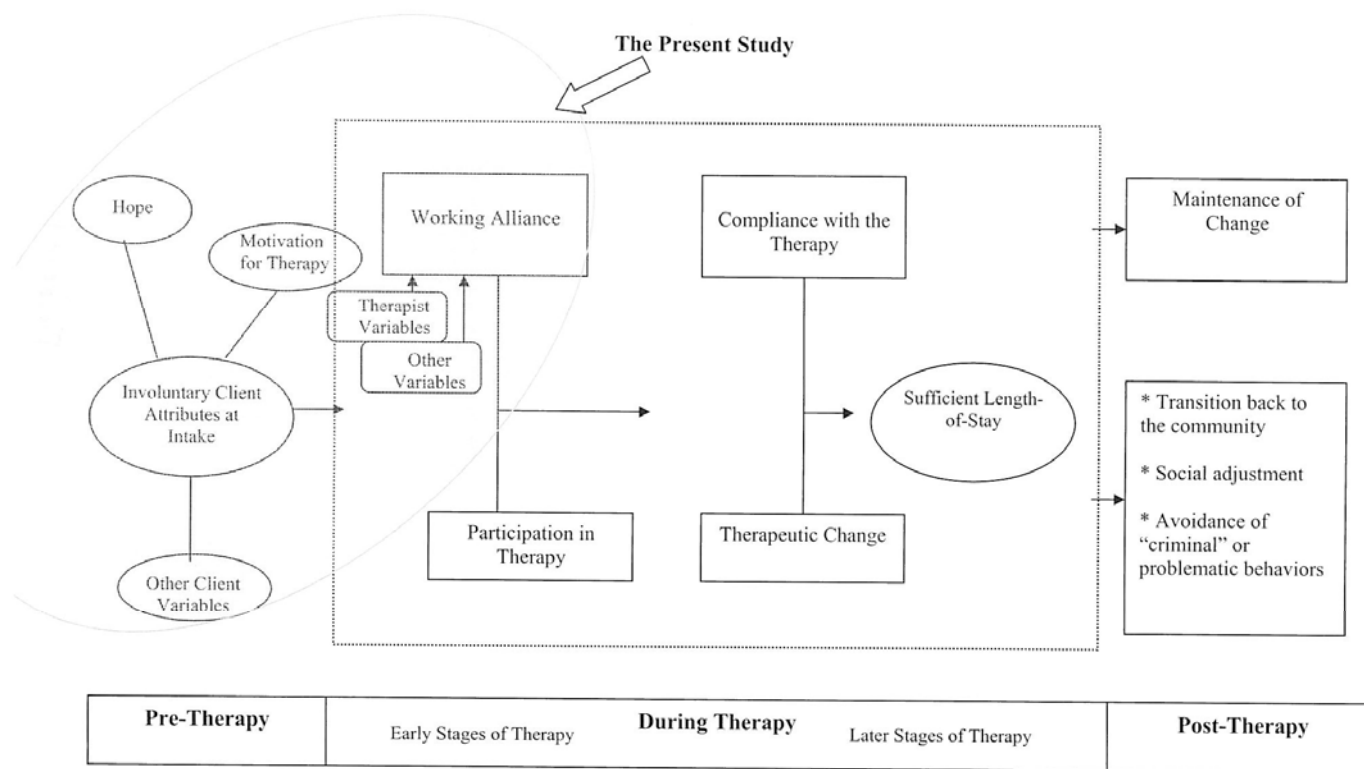 The Present Study
Hope
Motivation
for Therapy
Involuntary Client
Attributes at
Intake
Other Client
Variables
Working Alliance
Therapist
Variables
Other
Variables
Participation in
Therapy
Compliance with the
Therapy
Therapeutic Change
Sufficient Length-
of-Stay
Maintenance of
Change
* Transition back to
the community
* Social adjustment
* Avoidance of
“criminal” or
problematic behaviors
Pre-Therapy
During Therapy
Early Stages of Therapy
Later Stages of Therapy
Post-Therapy